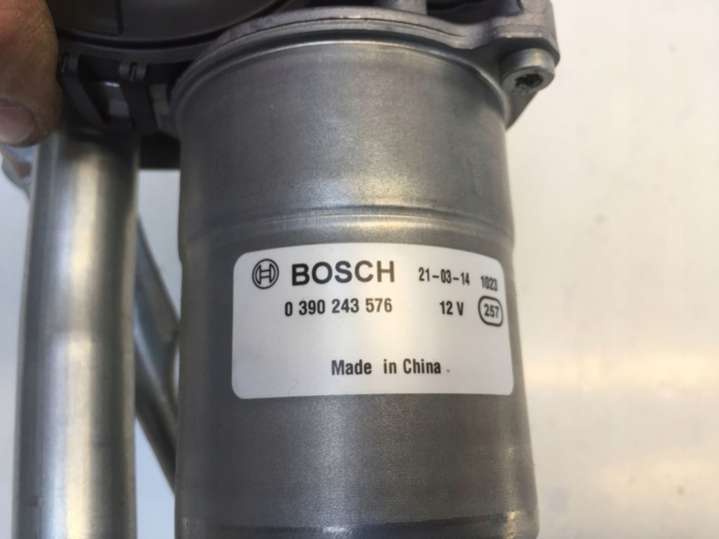 BOSCH 21-03-14 1023
0 390 243 576 12 V 257
Made in China